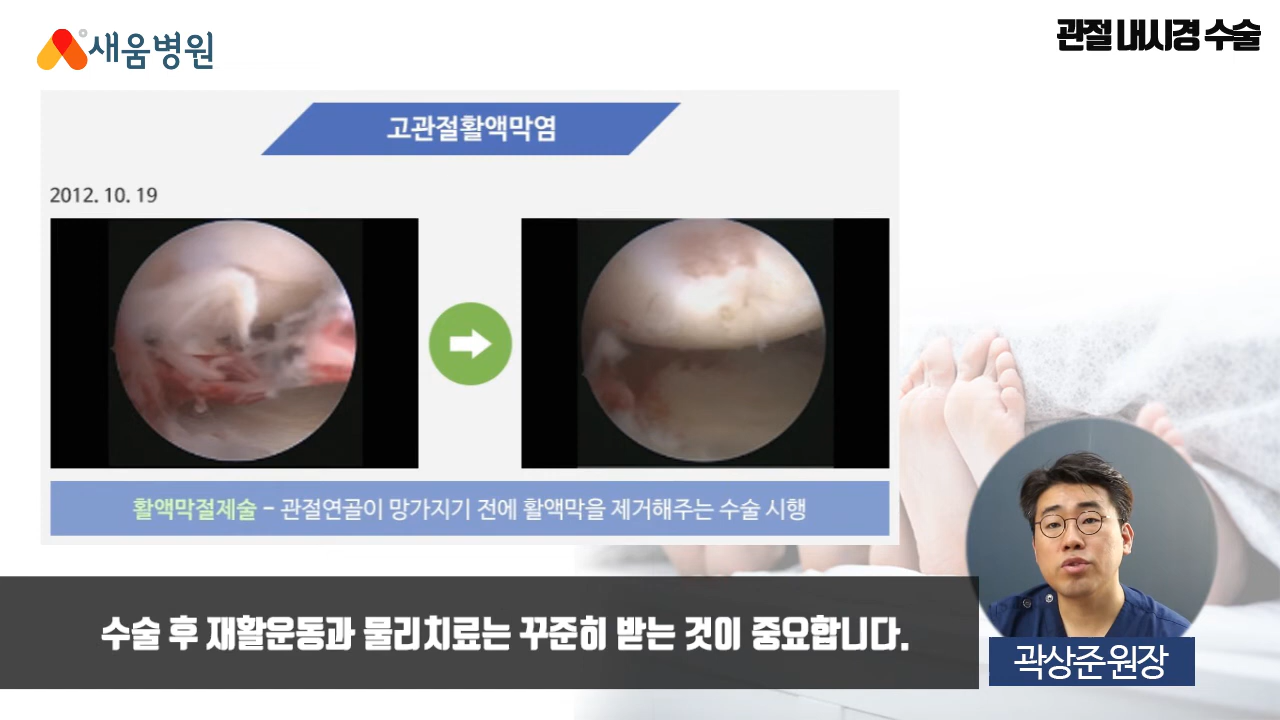 새움병원
관절 내시경 수술
고관절활액막염
2012. 10. 19
활액막절제술 - 관절연골이 망가지기 전에 활액막을 제거해주는 수술 시행
수술 후 재활운동과 물리치료는 꾸준히 받는 것이 중요합니다.
곽상준 원장